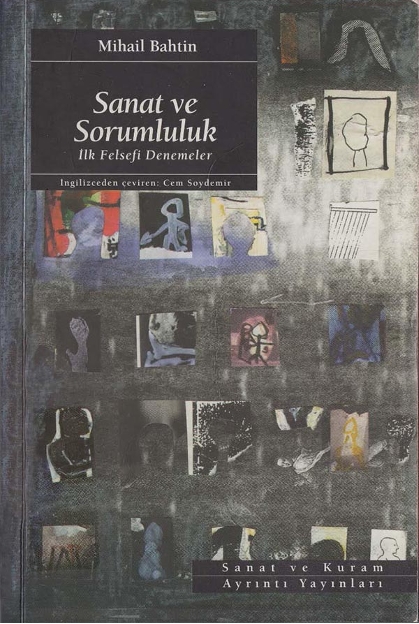 Mihail Bahtin
Sanat ve
Sorumluluk
İlk Felsefi Denemeler
İngilizceden çeviren: Cem Soydemir
Sanat ve Kuram
Ayrıntı Yayınları